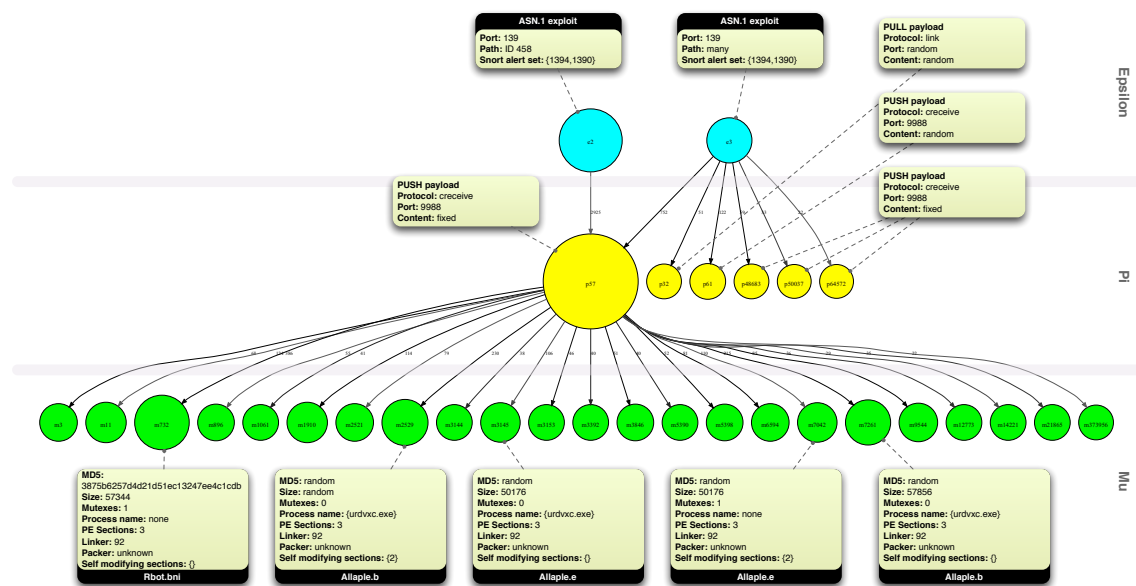 ASN.1 exploit
Port: 139
Path: ID 458
Snort alert set: {1394,1390}
ASN.1 exploit
Port: 139
Path: many
Snort alert set: {1394,1390}
PULL payload
Protocol: link
Port: random
Content: random
PUSH payload
Protocol: creceive
Port: 9988
Content: random
PUSH payload
Protocol: creceive
Port: 9988
Content: fixed
PUSH payload
Protocol: creceive
Port: 9988
Content: fixed
Epsilon
Pi
Mu
e2
e3
2925
752
51
122
p57
p32
p61
p48683
p50037
p64572
m3
m11
m732
m896
m1061
m1910
m2521
m2529
m3144
m3145
m3153
m3392
m3846
m5390
m5398
m6594
m7042
m7261
m9544
m12773
m14221
m21865
m373956
MD5:
3875b6257d4d21d51ec13247ee4c1cdb
Size: 57344
Mutexes: 1
Process name: none
PE Sections: 3
Linker: 92
Packer: unknown
Self modifying sections: {}
Rbot.bni
MD5: random
Size: random
Mutexes: 0
Process name: {urdvxc.exe}
PE Sections: 3
Linker: 92
Packer: unknown
Self modifying sections: {2}
Allaple.b
MD5: random
Size: 50176
Mutexes: 0
Process name: {urdvxc.exe}
PE Sections: 3
Linker: 92
Packer: unknown
Self modifying sections: {}
Allaple.e
MD5: random
Size: 50176
Mutexes: 1
Process name: none
PE Sections: 3
Linker: 92
Packer: unknown
Self modifying sections: {2}
Allaple.e
MD5: random
Size: 57856
Mutexes: 0
Process name: {urdvxc.exe}
PE Sections: 3
Linker: 92
Packer: unknown
Self modifying sections: {}
Allaple.b